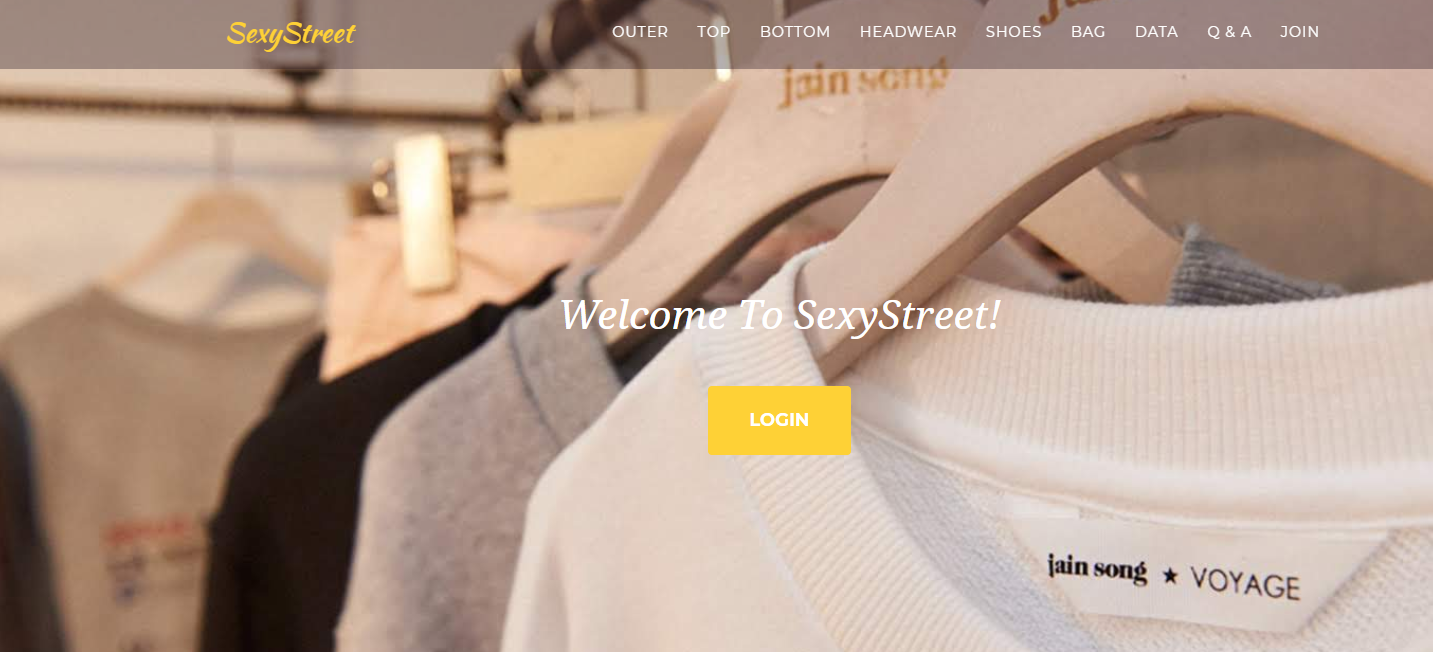 SexyStreet
OUTER TOP BOTTOM HEADWEAR SHOES BAG DATA Q & A JOIN
jain song
Welcome To SexyStreet!
LOGIN
jain song ★ VOYAGE